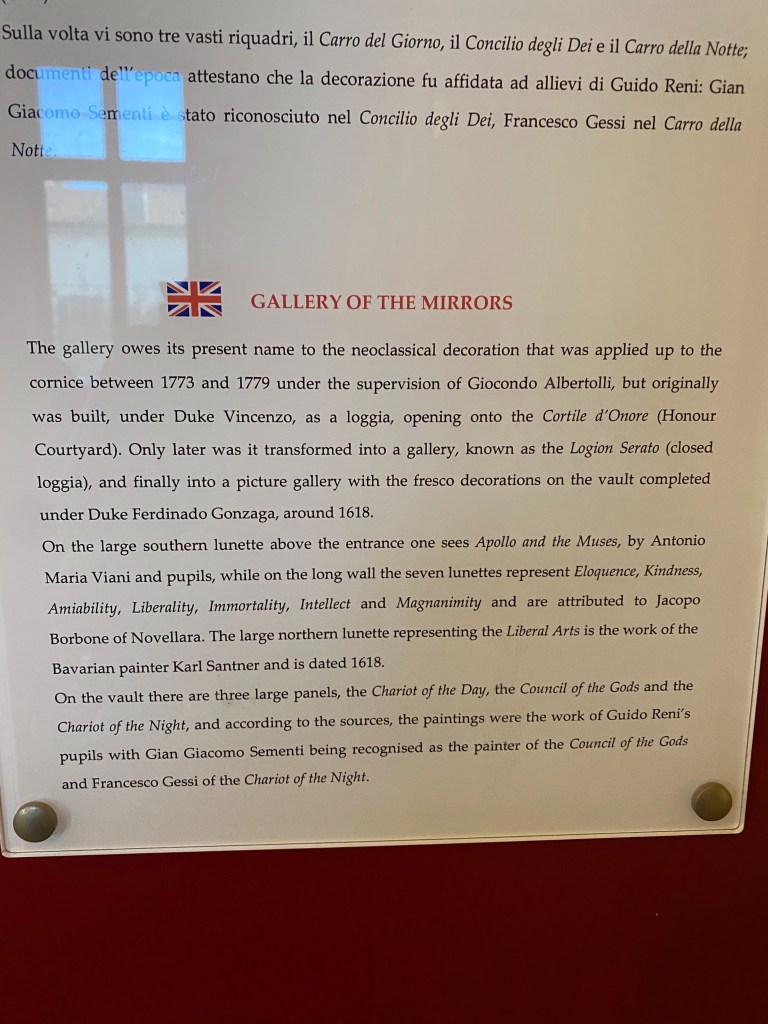 Sulla volta vi sono tre vasti riquadri, il Carro del Giorno, il Concilio degli Dei e il Carro della Notte;
documenti dell'epoca attestano che la decorazione fu affidata ad allievi di Guido Reni: Gian
Giacomo Sementi è stato riconosciuto nel Concilio degli Dei, Francesco Gessi nel Carro della
Notte.
GALLERY OF THE MIRRORS
The gallery owes its present name to the neoclassical decoration that was applied up to the
cornice between 1773 and 1779 under the supervision of Giocondo Albertolli, but originally
was built, under Duke Vincenzo, as a loggia, opening onto the Cortile d'Onore (Honour
Courtyard). Only later was it transformed into a gallery, known as the Logion Serato (closed
loggia), and finally into a picture gallery with the fresco decorations on the vault completed
under Duke Ferdinado Gonzaga, around 1618.
On the large southern lunette above the entrance one sees Apollo and the Muses, by Antonio
Maria Viani and pupils, while on the long wall the seven lunettes represent Eloquence, Kindness,
Amiability, Liberality, Immortality, Intellect and Magnanimity and are attributed to Jacopo
Borbone of Novellara. The large northern lunette representing the Liberal Arts is the work of the
Bavarian painter Karl Santner and is dated 1618.
On the vault there are three large panels, the Chariot of the Day, the Council of the Gods and the
Chariot of the Night, and according to the sources, the paintings were the work of Guido Reni's
pupils with Gian Giacomo Sementi being recognised as the painter of the Council of the Gods
and Francesco Gessi of the Chariot of the Night.